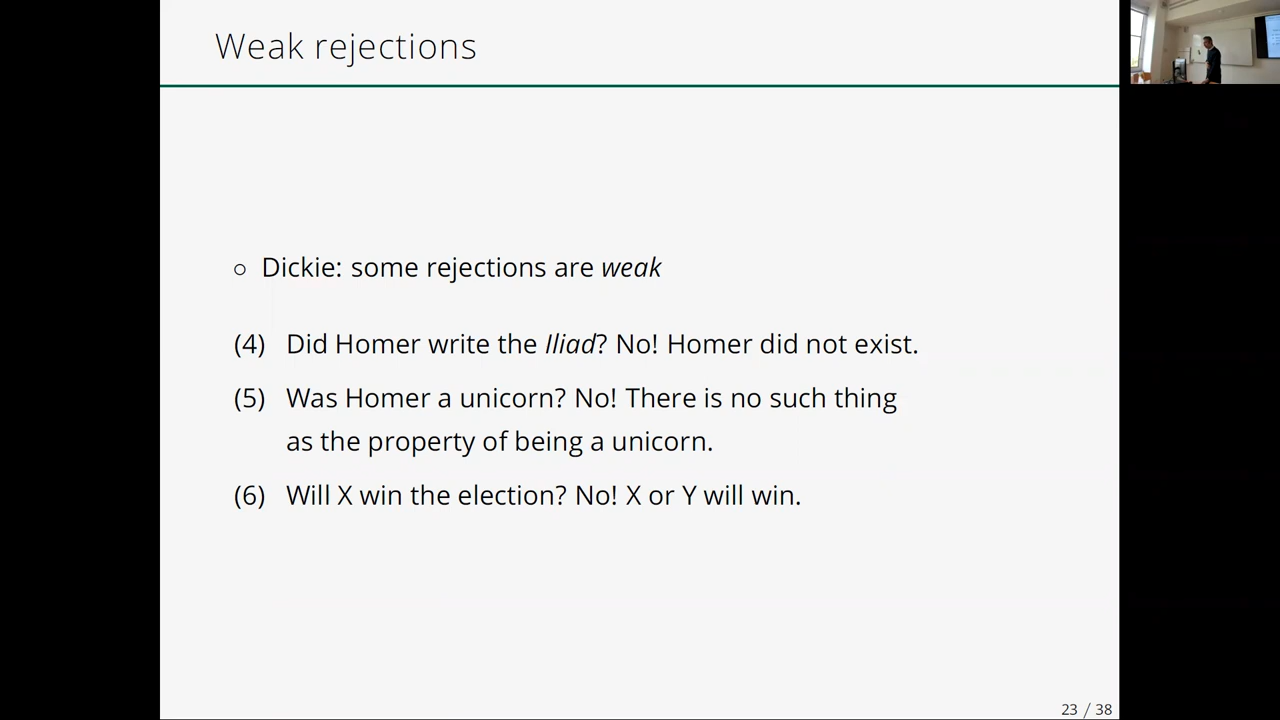 Weak rejections
○ Dickie: some rejections are weak
(4) Did Homer write the Iliad? No! Homer did not exist.
(5) Was Homer a unicorn? No! There is no such thing
as the property of being a unicorn.
(6) Will X win the election? No! X or Y will win.
23 / 38